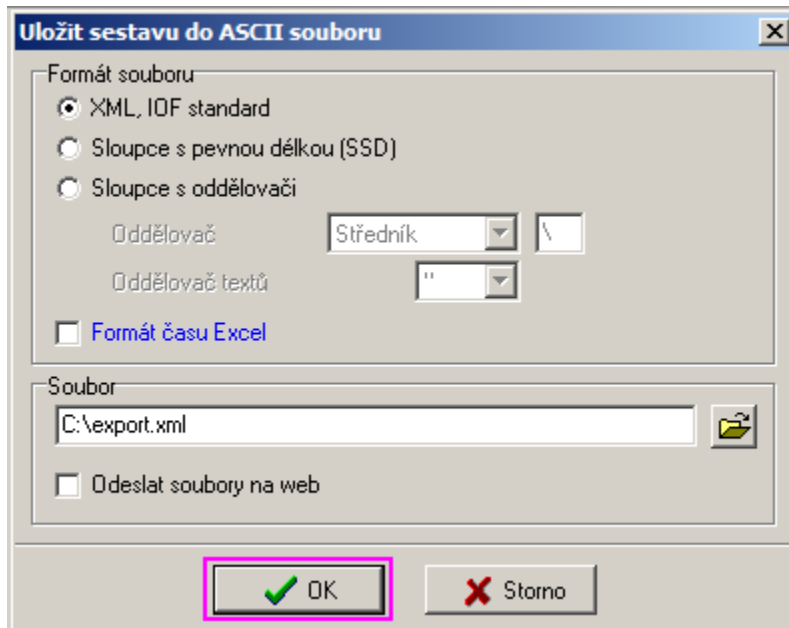 Uložit sestavu do ASCII souboru
Formát souboru
XML, IOF standard
Sloupce s pevnou délkou (SSD)
Sloupce s oddělovači
Oddělovač Středník \
Oddělovač textů "
Formát času Excel
Soubor
C:\export.xml
Odeslat soubory na web
OK Storno